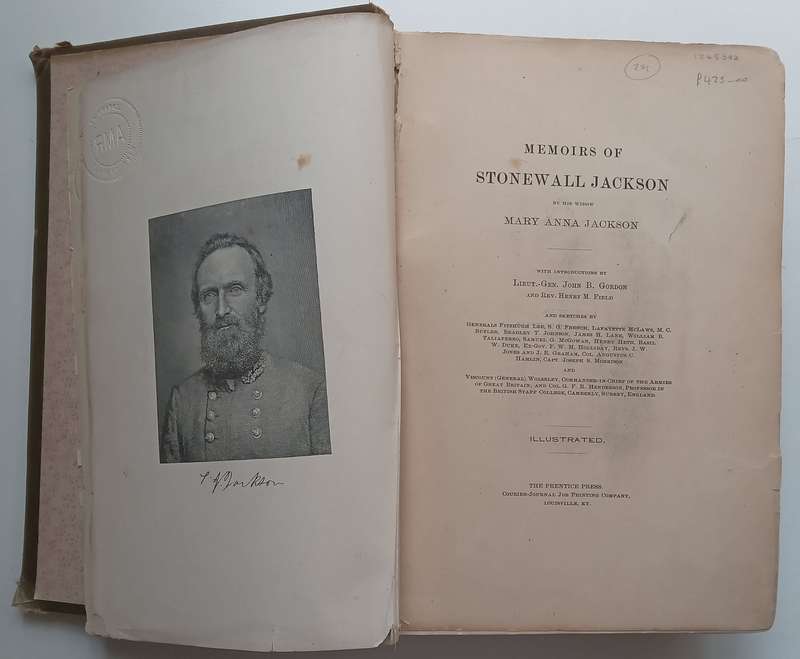 RMA
T. J. Jackson
125
£425-00
MEMOIRS OF
STONEWALL JACKSON
BY HIS WIDOW
MARY ANNA JACKSON
WITH INTRODUCTIONS BY
LIEUT.-GEN. JOHN B. GORDON
AND REV. HENRY M. FIELD
AND SKETCHES BY
GENERALS FITZHUGH LEE, S. G. FRENCH, LAFAYETTE McLAWS, M. C.
BUTLER, BRADLEY T. JOHNSON, JAMES H. LANE, WILLIAM B.
TALIAFERRO, SAMUEL G. McGOWAN, HENRY HETH, BASIL
W. DUKE, EX-GOV. F. W. M. HOLLIDAY, REVS. J. W.
JONES AND J. R. GRAHAM, COL. AUGUSTUS C.
HAMLIN, CAPT. JOSEPH S. MORRISON
AND
VISCOUNT (GENERAL) WOLSELEY, COMMANDER-IN-CHIEF OF THE ARMIES
OF GREAT BRITAIN, AND COL. G. F. R. HENDERSON, PROFESSOR IN
THE BRITISH STAFF COLLEGE, CAMBERLY, SURREY, ENGLAND
ILLUSTRATED.
THE PRENTICE PRESS
COURIER-JOURNAL JOB PRINTING COMPANY,
LOUISVILLE, KY.